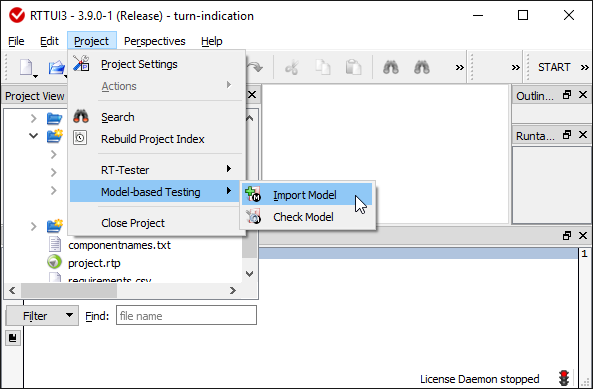 RTTUI3 - 3.9.0-1 (Release) - turn-indication
File Edit Project Perspectives Help
Project Settings
Actions
START
Project View
Outlin...
Search
Rebuild Project Index
Runta...
RT-Tester
Model-based Testing
Import Model
Check Model
Close Project
componentnames.txt
project.rtp
requirements.csv
1
Filter
Find:
file name
License Daemon stopped